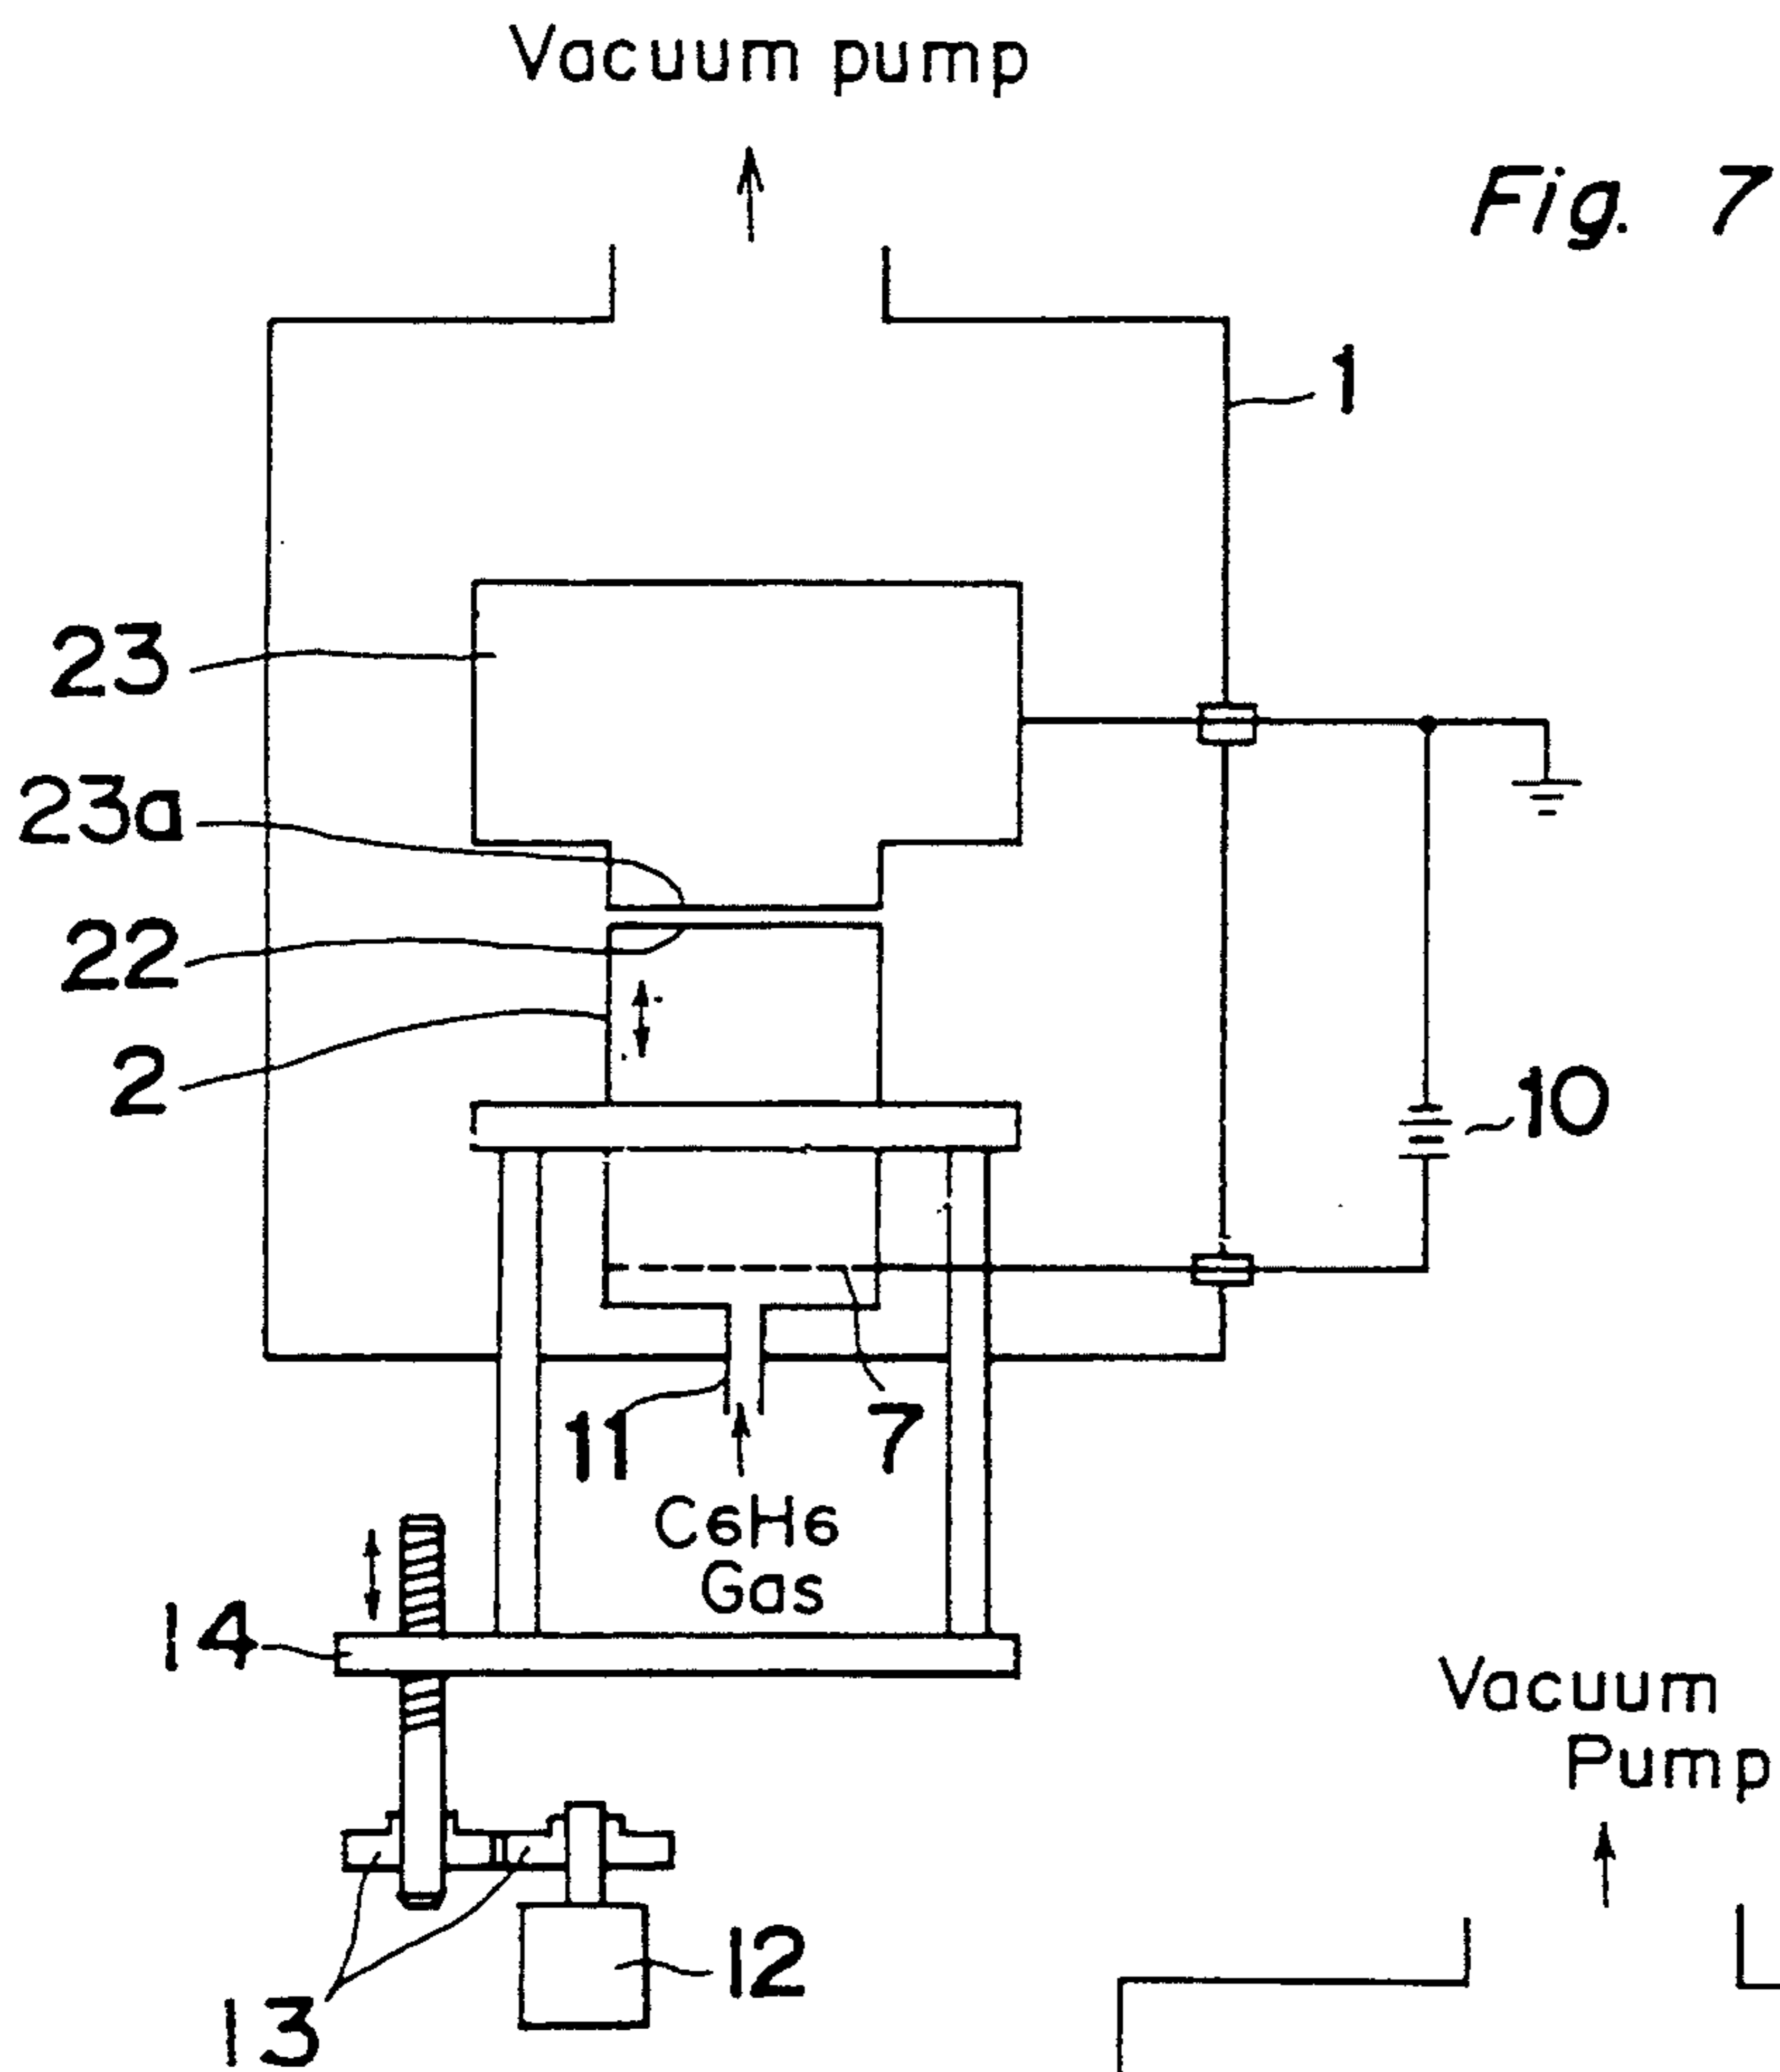 Vacuum pump
Fig. 7
1
23
23a
22
2
10
11
7
C6H6
Gas
14
Vacuum
Pump
12
13